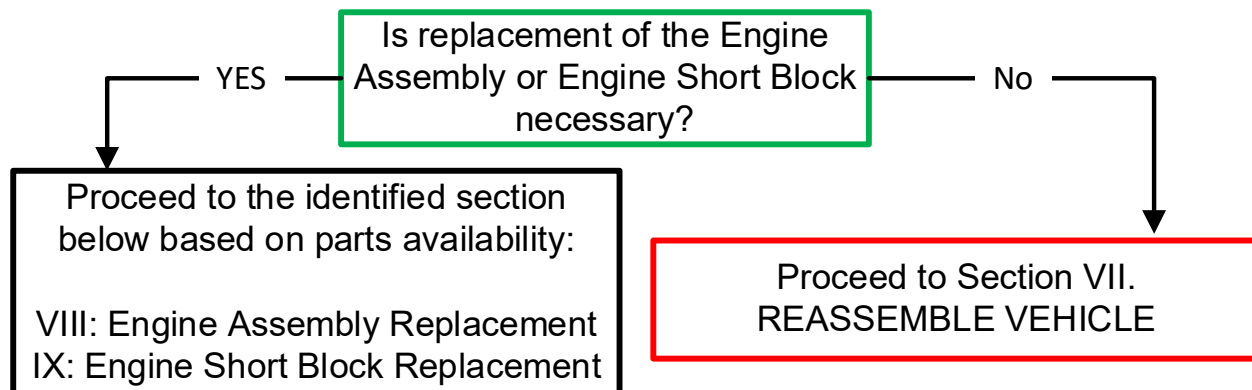 Is replacement of the Engine
Assembly or Engine Short Block
necessary?
YES
No
Proceed to the identified section
below based on parts availability:
VIII: Engine Assembly Replacement
IX: Engine Short Block Replacement
Proceed to Section VII.
REASSEMBLE VEHICLE